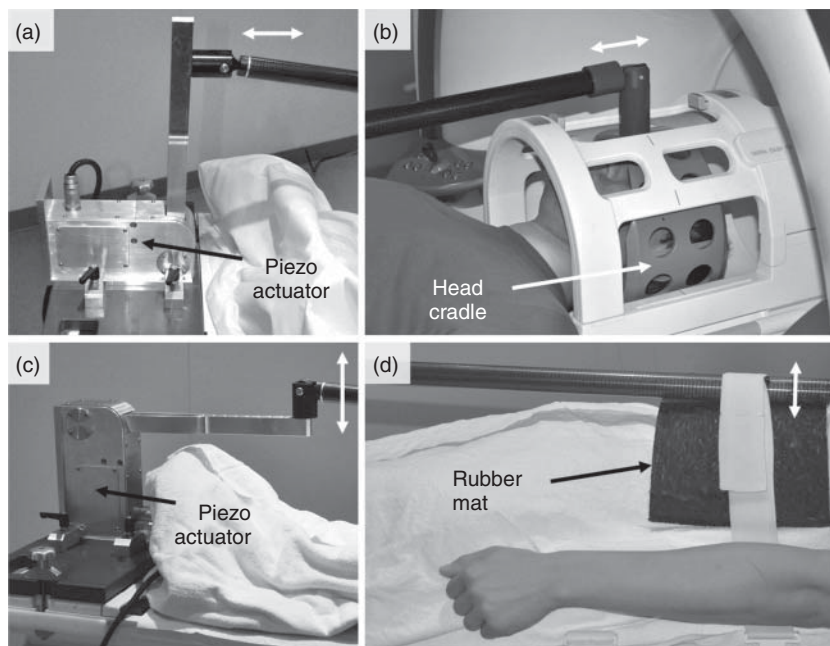 (a)
Piezo
actuator
(b)
Head
cradle
(c)
Piezo
actuator
(d)
Rubber
mat